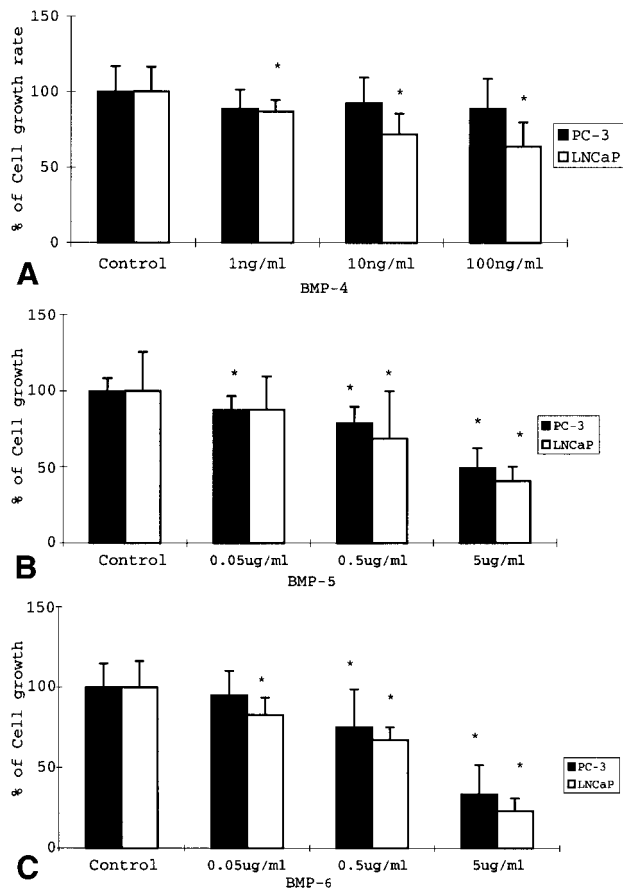 % of Cell growth rate
150
100
50
0
*
*
*
PC-3
LNCaP
Control
1ng/ml
10ng/ml
100ng/ml
A
BMP-4
% of Cell growth
150
100
50
0
*
*
*
*
*
PC-3
LNCaP
Control
0.05ug/ml
0.5ug/ml
5ug/ml
B
BMP-5
% of Cell growth
150
100
50
0
*
*
*
*
*
PC-3
LNCaP
Control
0.05ug/ml
0.5ug/ml
5ug/ml
C
BMP-6